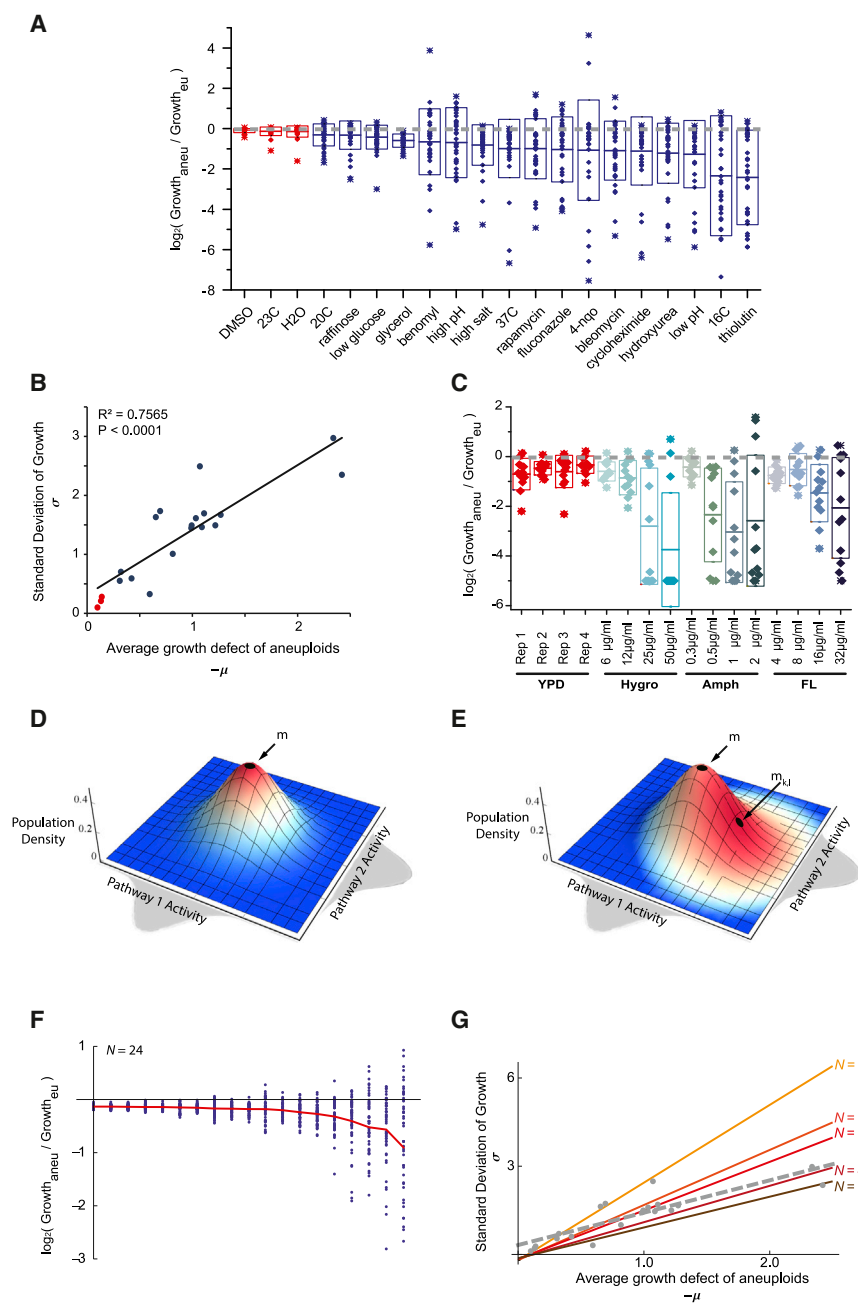 A
log2( Growthaneu / Growtheu )
4
2
0
-2
-4
-6
-8
DMSO
23C
H2O
20C
raffinose
low glucose
glycerol
benomyl
high pH
high salt
37C
rapamycin
fluconazole
4-nqo
bleomycin
cycloheximide
hydroxyurea
low pH
16C
thiolutin
B
R² = 0.7565
P < 0.0001
Standard Deviation of Growth
σ
3
2
1
0
0
1
2
Average growth defect of aneuploids
−μ
C
log2( Growthaneu / Growtheu )
2
0
-2
-4
-6
Rep 1
Rep 2
Rep 3
Rep 4
6 μg/ml
12μg/ml
25μg/ml
50μg/ml
0.3μg/ml
0.5μg/ml
1 μg/ml
2 μg/ml
4 μg/ml
8 μg/ml
16μg/ml
32μg/ml
YPD
Hygro
Amph
FL
D
m
0.4
0.2
0
Population
Density
Pathway 1 Activity
Pathway 2 Activity
E
m
mk,l
0.4
0.2
0
Population
Density
Pathway 1 Activity
Pathway 2 Activity
F
N = 24
log2( Growthaneu / Growtheu )
1
0
−1
−2
−3
G
Standard Deviation of Growth
σ
6
3
1.0
2.0
N =
N =
N =
N =
N =
Average growth defect of aneuploids
−μ